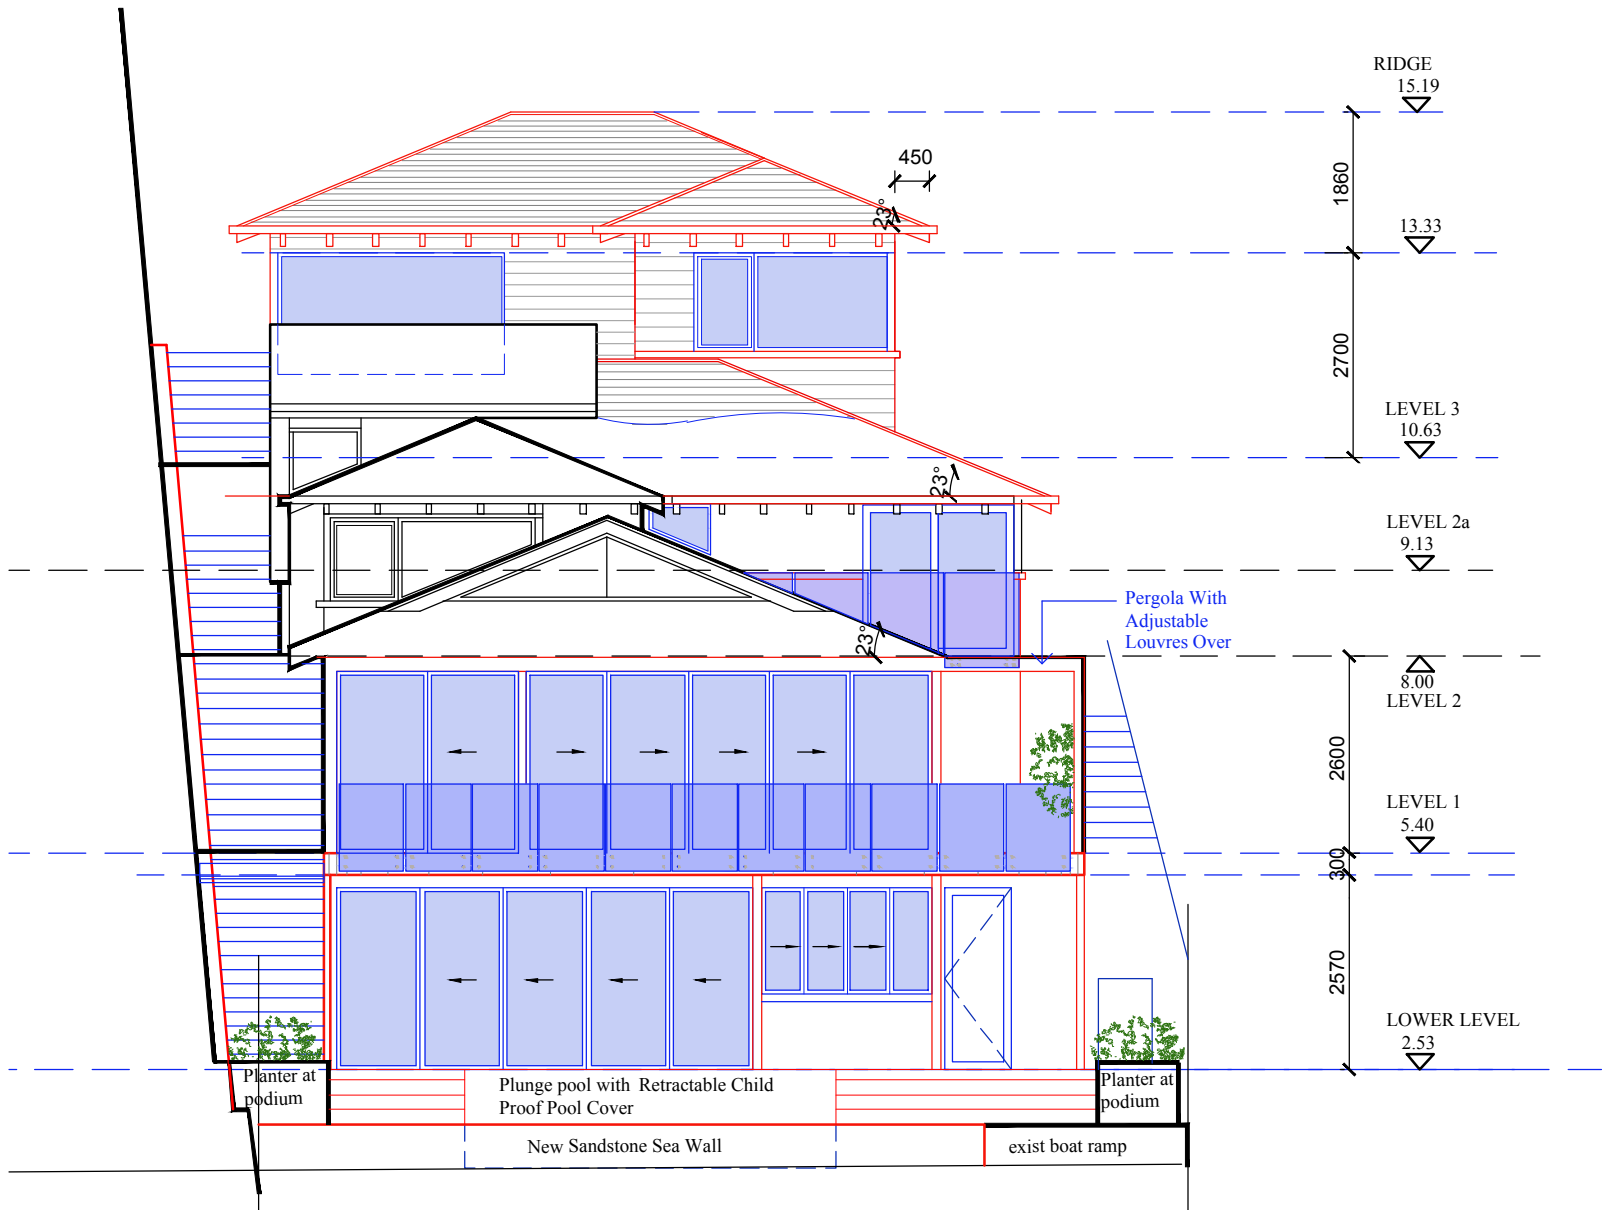 RIDGE
15.19
450
1860
23°
13.33
2700
LEVEL 3
10.63
23°
LEVEL 2a
9.13
Pergola With
Adjustable
Louvres Over
23°
8.00
LEVEL 2
2600
LEVEL 1
5.40
300
2570
LOWER LEVEL
2.53
Planter at
podium
Plunge pool with Retractable Child
Proof Pool Cover
Planter at
podium
New Sandstone Sea Wall
exist boat ramp